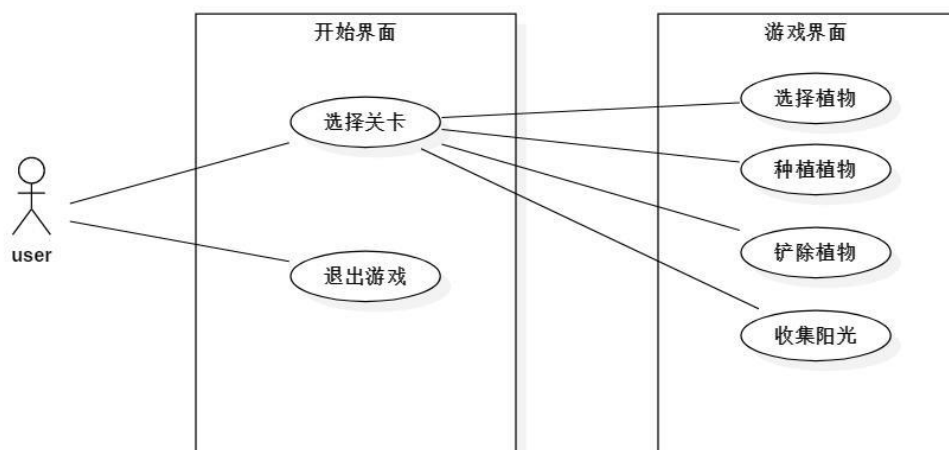 开始界面
选择关卡
退出游戏
user
游戏界面
选择植物
种植植物
铲除植物
收集阳光